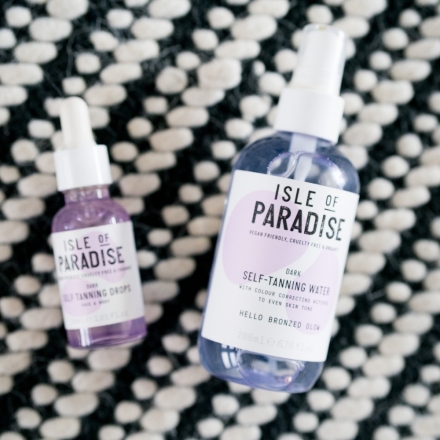 ISLE OF
PARADISE
DARK
SELF-TANNING DROPS
ISLE OF
PARADISE
VEGAN FRIENDLY, CRUELTY FREE &
DARK
SELF-TANNING WATER
WITH COLOUR CORRECTING ACTIVES
TO EVEN SKIN TONE
HELLO BRONZED GLOW